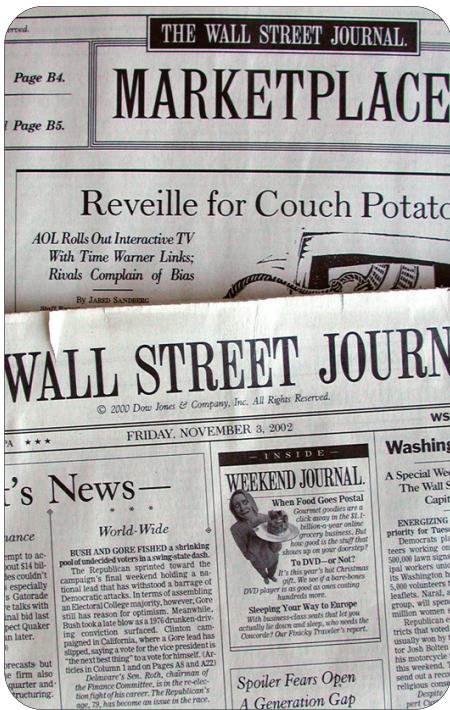 erved.
THE WALL STREET JOURNAL.
Page B4.
Page B5.
MARKETPLACE
Reveille for Couch Potato
AOL Rolls Out Interactive TV
With Time Warner Links;
Rivals Complain of Bias
By JARED SANDBERG
WALL STREET JOURN
© 2000 Dow Jones & Company, Inc. All Rights Reserved.
PA ★★★
FRIDAY, NOVEMBER 3, 2002
WS
t's News—
* * *
nance
empt to ac-
out $14 bil-
des couldn't
especially
s Gatorade
e talks with
inal bid last
pect Quaker
an later.
orecasts but
e firm also
quarter and-
tructuring.
World-Wide
BUSH AND GORE FISHED a shrinking
pool of undecided voters in a swing-state dash.
The Republican sprinted toward the
campaign's final weekend holding a na-
tional lead that has withstood a barrage of
Democratic attacks. In terms of assembling
an Electoral College majority, however, Gore
still has reason for optimism. Meanwhile,
Bush took a late blow as a 1976 drunken-driv-
ing conviction surfaced. Clinton cam-
paigned in California, where a Gore lead has
slipped, saying a vote for the vice president is
"the next best thing" to a vote for himself. (Ar-
ticles in Column 1 and on Pages A8 and A22)
Delaware's Sen. Roth, chairman of
the Finance Committee, is in the re-elec-
tion fight of his career. The Republican's
age, 79, has become an issue in the race.
— INSIDE —
WEEKEND JOURNAL.
When Food Goes Postal
Gourmet goodies are a
click away in the $1.1-
billion-a-year online
grocery business. But
how good is the stuff that
shows up on your doorstep?
To DVD—or Not?
It's this year's hot Christmas
gift. We see if a bare-bones
DVD player is as good as ones costing
hundreds more.
Sleeping Your Way to Europe
With business-class seats that let you
actually lie down and sleep, who needs the
Concorde? Our Finicky Traveler's report.
Spoiler Fears Open
A Generation Gap
Washing
A Special Wee
The Wall S
Capit
ENERGIZING
priority for Tuesd
Democrats pla
teers working on
500,000 lawn signs
ipal workers unio
its Washington h
5,000 volunteers t
leaflets. Naral, a
group, will spen
million women
Republican e
tricts that voted
usually won by
tor Josh Bolten
his motorcycle
this weekend. T
send out a reco
religious conse
Despite
pert C